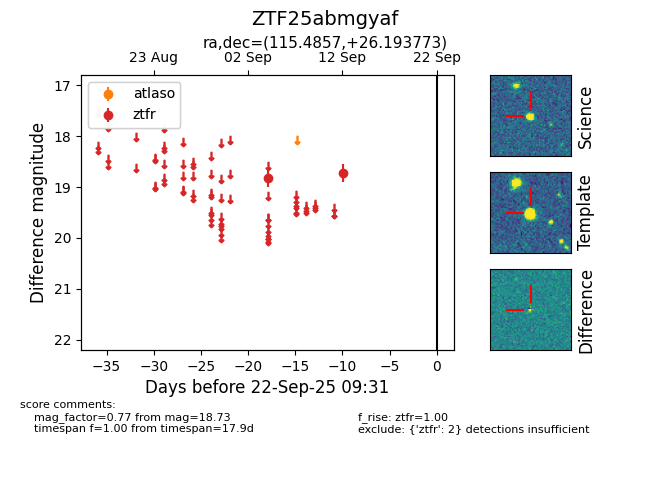 ZTF25abmgyaf
ra,dec=(115.4857,+26.193773)
23 Aug 02 Sep 12 Sep 22 Sep
atlaso
ztfr
17
18
19
20
21
22
Difference magnitude
−35 −30 −25 −20 −15 −10 −5 0
Days before 22-Sep-25 09:31
Science
Template
Difference
score comments:
mag_factor=0.77 from mag=18.73
timespan f=1.00 from timespan=17.9d
f_rise: ztfr=1.00
exclude: {'ztfr': 2} detections insufficient